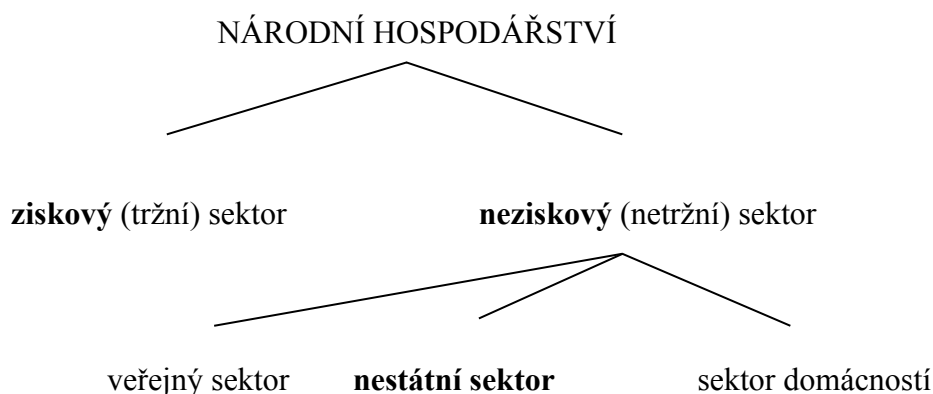 NÁRODNÍ HOSPODÁŘSTVÍ
ziskový (tržní) sektor neziskový (netržní) sektor
veřejný sektor nestátní sektor sektor domácností